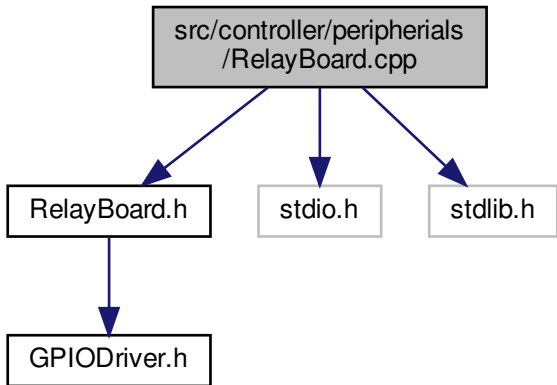 src/controller/peripherials
/RelayBoard.cpp
RelayBoard.h
stdio.h
stdlib.h
GPIODriver.h